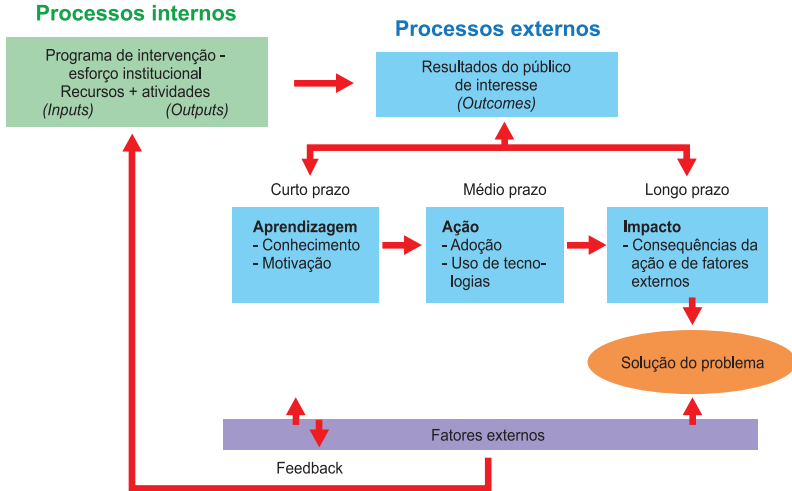 Processos internos
Programa de intervenção -
esforço institucional
Recursos + atividades
(Inputs) (Outputs)
Processos externos
Resultados do público
de interesse
(Outcomes)
Curto prazo
Médio prazo
Longo prazo
Aprendizagem
- Conhecimento
- Motivação
Ação
- Adoção
- Uso de tecno-
logias
Impacto
- Consequências da
ação e de fatores
externos
Solução do problema
Fatores externos
Feedback